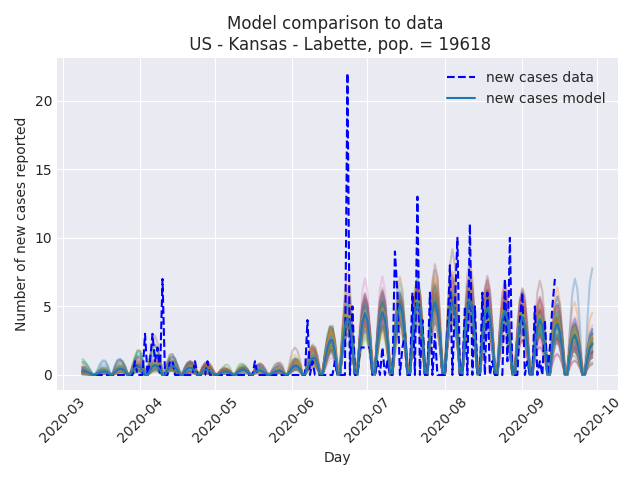 Model comparison to data
US - Kansas - Labette, pop. = 19618
new cases data
new cases model
Number of new cases reported
20
15
10
5
0
2020-03
2020-04
2020-05
2020-06
2020-07
2020-08
2020-09
2020-10
Day